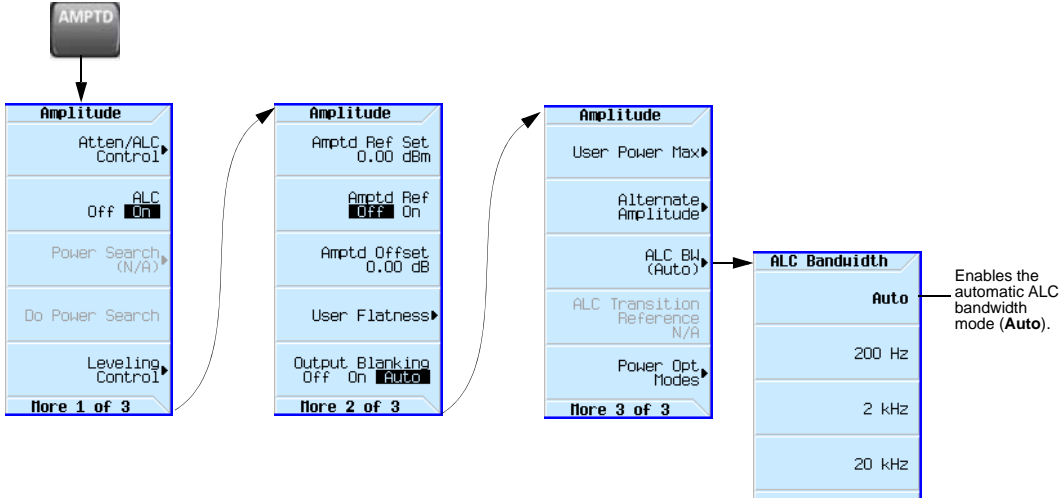 AMPTD
Amplitude
Atten/ALC
Control
ALC
Off On
Power Search
(N/A)
Do Power Search
Leveling
Control
More 1 of 3
Amplitude
Amptd Ref Set
0.00 dBm
Amptd Ref
Off On
Amptd Offset
0.00 dB
User Flatness
Output Blanking
Off On Auto
More 2 of 3
Amplitude
User Power Max
Alternate
Amplitude
ALC BW
(Auto)
ALC Transition
Reference
N/A
Power Opt
Modes
More 3 of 3
ALC Bandwidth
Auto
200 Hz
2 kHz
20 kHz
Enables the
automatic ALC
bandwidth
mode (Auto).